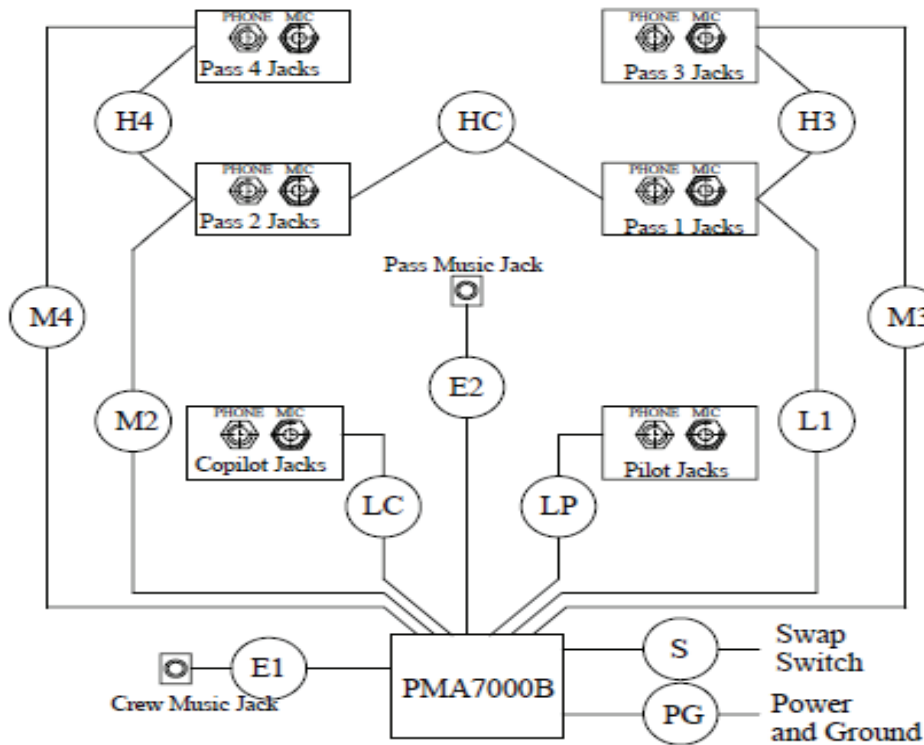 PHONE MIC
Pass 4 Jacks
PHONE MIC
Pass 3 Jacks
H4
HC
H3
PHONE MIC
Pass 2 Jacks
PHONE MIC
Pass 1 Jacks
Pass Music Jack
M4
M3
E2
M2
L1
PHONE MIC
Copilot Jacks
PHONE MIC
Pilot Jacks
LC
LP
PMA7000B
E1
Crew Music Jack
S
Swap
Switch
PG
Power
and Ground